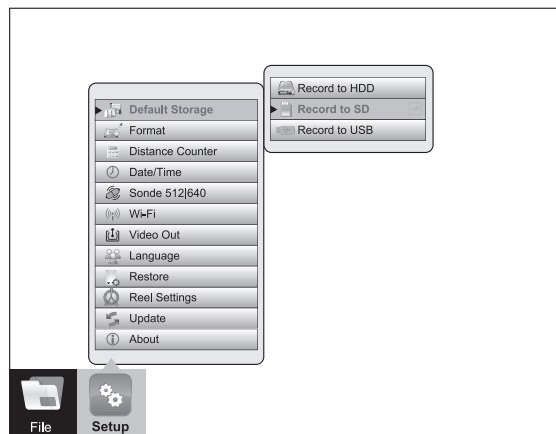 Default Storage
Format
Distance Counter
Date/Time
Sonde 512|640
Wi-Fi
Video Out
Language
Restore
Reel Settings
Update
About
Record to HDD
Record to SD
Record to USB
File
Setup